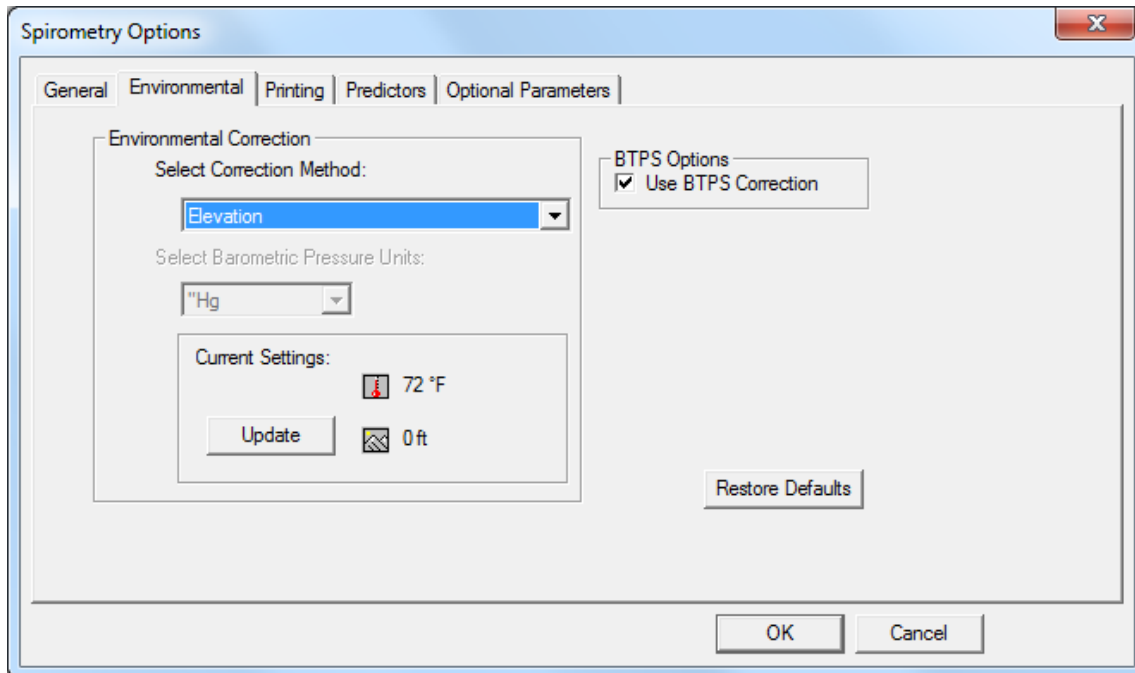 Spirometry Options
General Environmental Printing Predictors Optional Parameters
Environmental Correction
Select Correction Method:
Elevation
Select Barometric Pressure Units:
"Hg
Current Settings:
72 °F
Update
0 ft
BTPS Options
Use BTPS Correction
Restore Defaults
OK Cancel